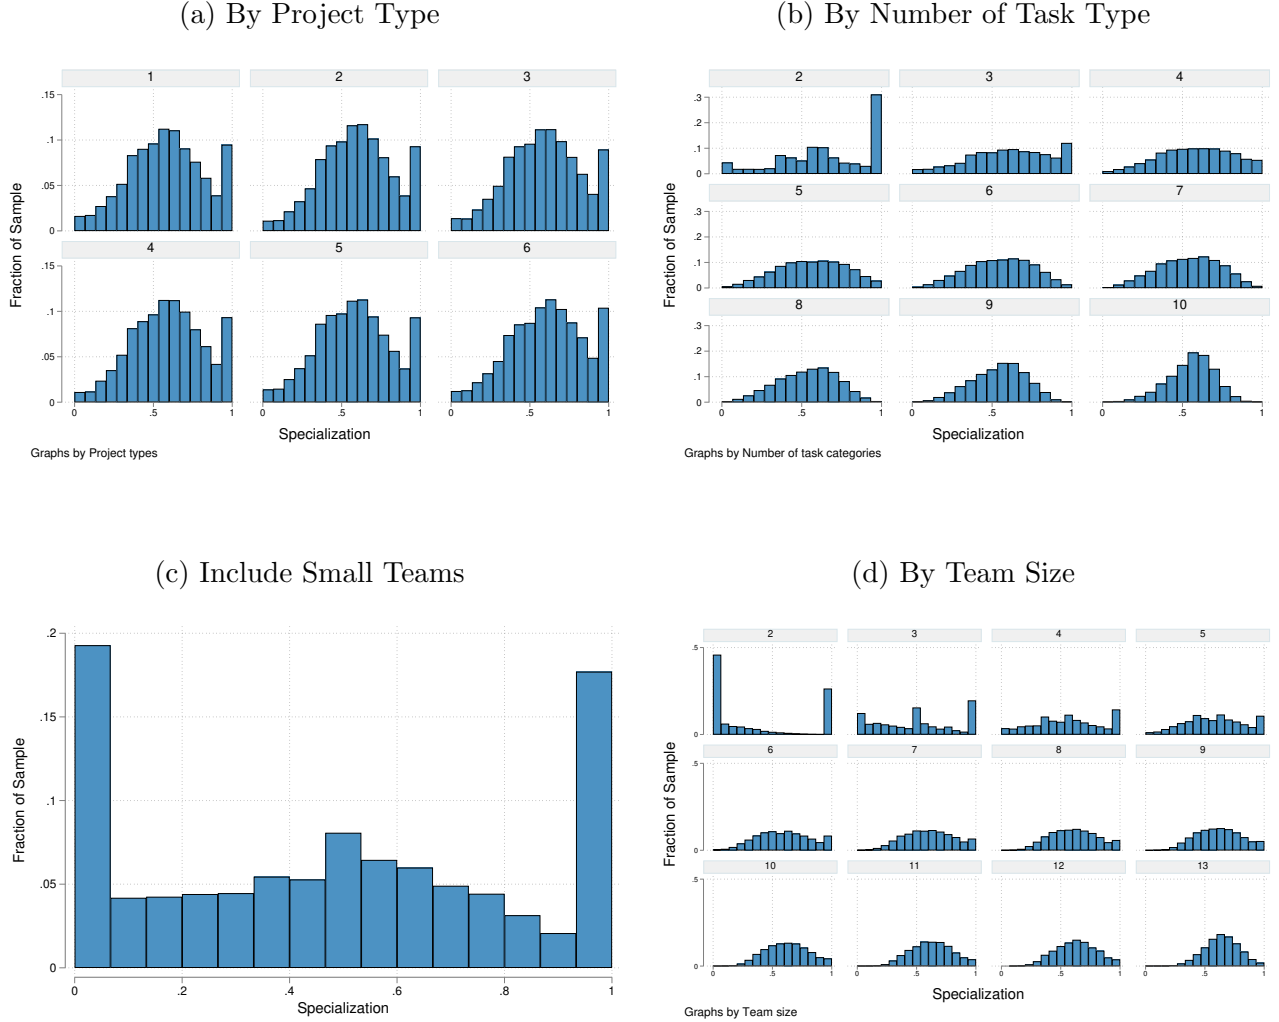 (a) By Project Type
1 2 3
.15
.1
.05
0
4 5 6
.15
.1
.05
0
0 .5 1 0 .5 1 0 .5 1
Fraction of Sample
Specialization
Graphs by Project types
(b) By Number of Task Type
2 3 4
.3
.2
.1
0
5 6 7
.3
.2
.1
0
8 9 10
.3
.2
.1
0
0 .5 1 0 .5 1 0 .5 1
Fraction of Sample
Specialization
Graphs by Number of task categories
(c) Include Small Teams
.2
.15
.1
.05
0
0 .2 .4 .6 .8 1
Fraction of Sample
Specialization
(d) By Team Size
2 3 4 5
.5
0
6 7 8 9
.5
0
10 11 12 13
.5
0
0 .5 1 0 .5 1 0 .5 1 0 .5 1
Fraction of Sample
Specialization
Graphs by Team size